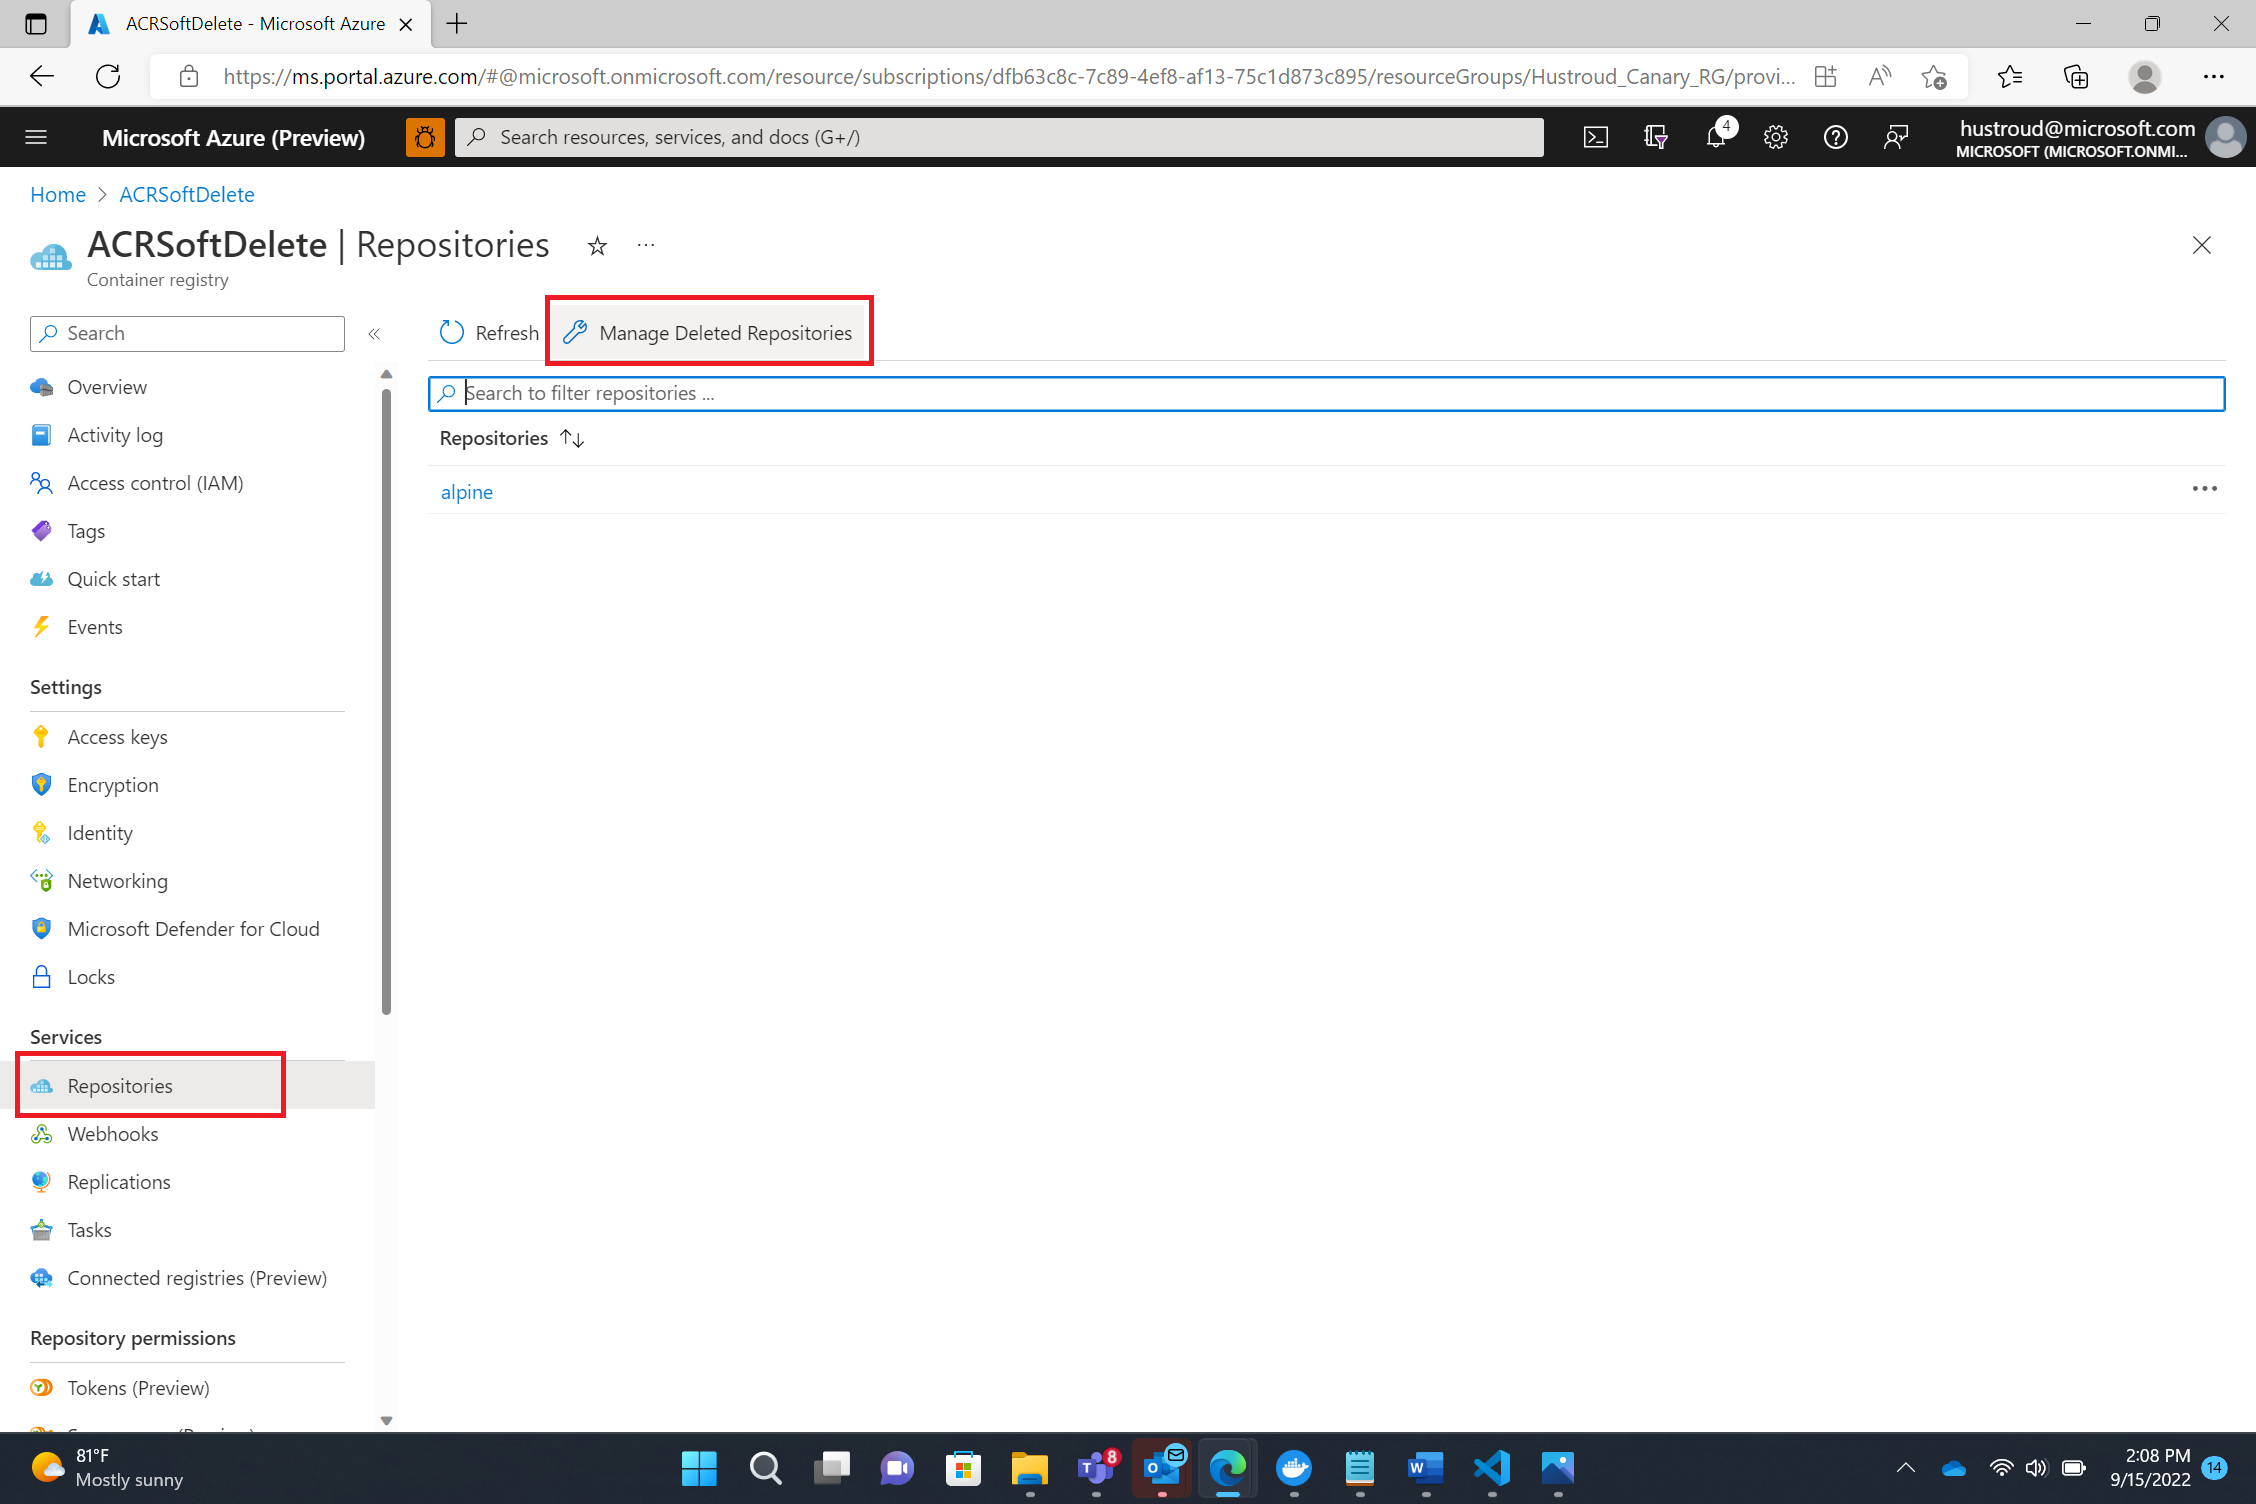 ACRSoftDelete - Microsoft Azure
https://ms.portal.azure.com/#@microsoft.onmicrosoft.com/resource/subscriptions/dfb63c8c-7c89-4ef8-af13-75c1d873c895/resourceGroups/Hustroud_Canary_RG/provi...
Microsoft Azure (Preview)
Search resources, services, and docs (G+/)
4
hustroud@microsoft.com
MICROSOFT (MICROSOFT.ONMI...
Home > ACRSoftDelete
ACRSoftDelete | Repositories
Container registry
Search
Refresh
Manage Deleted Repositories
Search to filter repositories ...
Repositories
alpine
Overview
Activity log
Access control (IAM)
Tags
Quick start
Events
Settings
Access keys
Encryption
Identity
Networking
Microsoft Defender for Cloud
Locks
Services
Repositories
Webhooks
Replications
Tasks
Connected registries (Preview)
Repository permissions
Tokens (Preview)
81°F
Mostly sunny
8
2:08 PM
9/15/2022
14